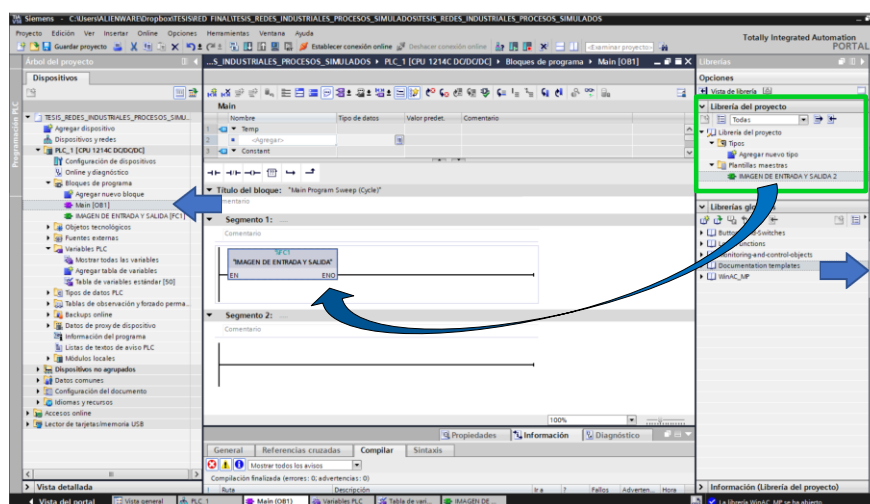 Siemens - C:\Users\ALIENWARE\Dropbox\TESIS\RED FINAL\TESIS_REDES_INDUSTRIALES_PROCESOS_SIMULADOS\TESIS_REDES_INDUSTRIALES_PROCESOS_SIMULADOS
Proyecto Edición Ver Insertar Online Opciones Herramientas Ventana Ayuda
Totally Integrated Automation
PORTAL
Guardar proyecto Establecer conexión online Deshacer conexión online <Examinar proyecto>
Árbol del proyecto
...S_INDUSTRIALES_PROCESOS_SIMULADOS ▸ PLC_1 [CPU 1214C DC/DC/DC] ▸ Bloques de programa ▸ Main [OB1]
Librerías
Dispositivos
Opciones
Vista de librería
Main
Librería del proyecto
Nombre Tipo de datos Valor predet. Comentario
1 Temp
2 <Agregar>
3 Constant
Todas
Librería del proyecto
Tipos
Agregar nuevo tipo
Plantillas maestras
IMAGEN DE ENTRADA Y SALIDA 2
TESIS_REDES_INDUSTRIALES_PROCESOS_SIMU...
Agregar dispositivo
Dispositivos y redes
PLC_1 [CPU 1214C DC/DC/DC]
Configuración de dispositivos
Online y diagnóstico
Bloques de programa
Agregar nuevo bloque
Main [OB1]
IMAGEN DE ENTRADA Y SALIDA [FC1]
Objetos tecnológicos
Fuentes externas
Variables PLC
Mostrar todas las variables
Agregar tabla de variables
Tabla de variables estándar [50]
Tipos de datos PLC
Tablas de observación y forzado perma...
Backups online
Datos de proxy de dispositivo
Información del programa
Listas de textos de aviso PLC
Módulos locales
Dispositivos no agrupados
Datos comunes
Configuración del documento
Idiomas y recursos
Accesos online
Lector de tarjetas/memoria USB
Programación PLC
Título del bloque: "Main Program Sweep (Cycle)"
Segmento 1: ....
Comentario
%FC1
"IMAGEN DE ENTRADA Y SALIDA"
EN ENO
Segmento 2: ....
Comentario
100%
Monitoring-and-control-objects
Documentation templates
WinAC_MP
Propiedades Información Diagnóstico
General Referencias cruzadas Compilar Sintaxis
Mostrar todos los avisos
Compilación finalizada (errores: 0; advertencias: 0)
! Ruta Descripción Ir a ? Fallos Adverten... Hora
Vista detallada
Información (Librería del proyecto)
Vista del portal Vista general PLC_1 Main (OB1) Variables PLC Tabla de vari... IMAGEN DE ... La librería WinAC_MP se ha abierto